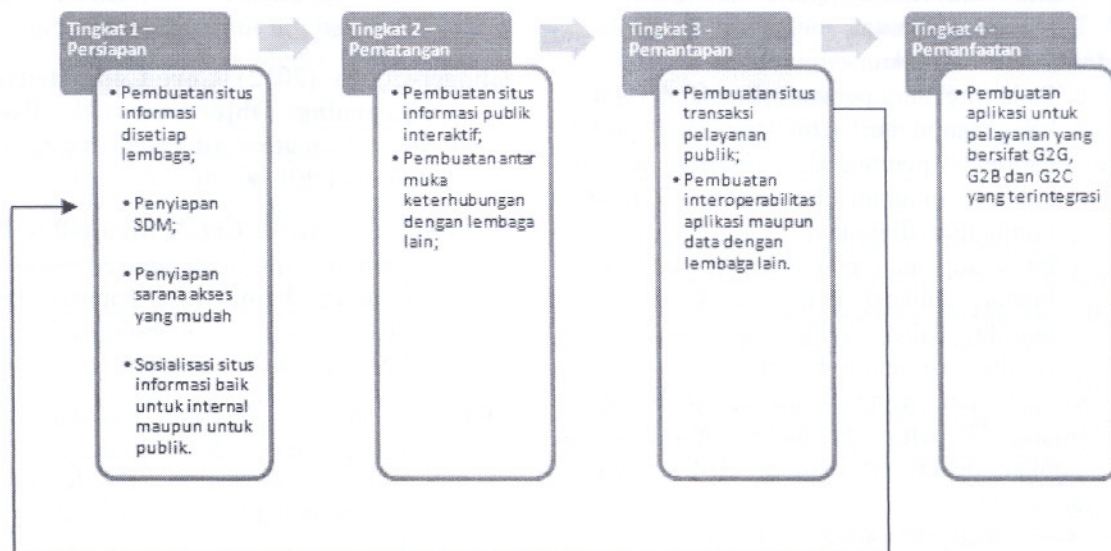 Tingkat 1 –
Persiapan
• Pembuatan situs
informasi
disetiap
lembaga;
• Penyiapan
SDM;
• Penyiapan
sarana akses
yang mudah
• Sosialisasi situs
informasi baik
untuk internal
maupun untuk
publik.
Tingkat 2 –
Pematangan
• Pembuatan situs
informasi publik
interaktif;
• Pembuatan antar
muka
keterhubungan
dengan lembaga
lain;
Tingkat 3 -
Pemantapan
• Pembuatan situs
transaksi
pelayanan
publik;
• Pembuatan
interoperabilitas
aplikasi maupun
data dengan
lembaga lain.
Tingkat 4 -
Pemanfaatan
• Pembuatan
aplikasi untuk
pelayanan yang
bersifat G2G,
G2B dan G2C
yang terintegrasi